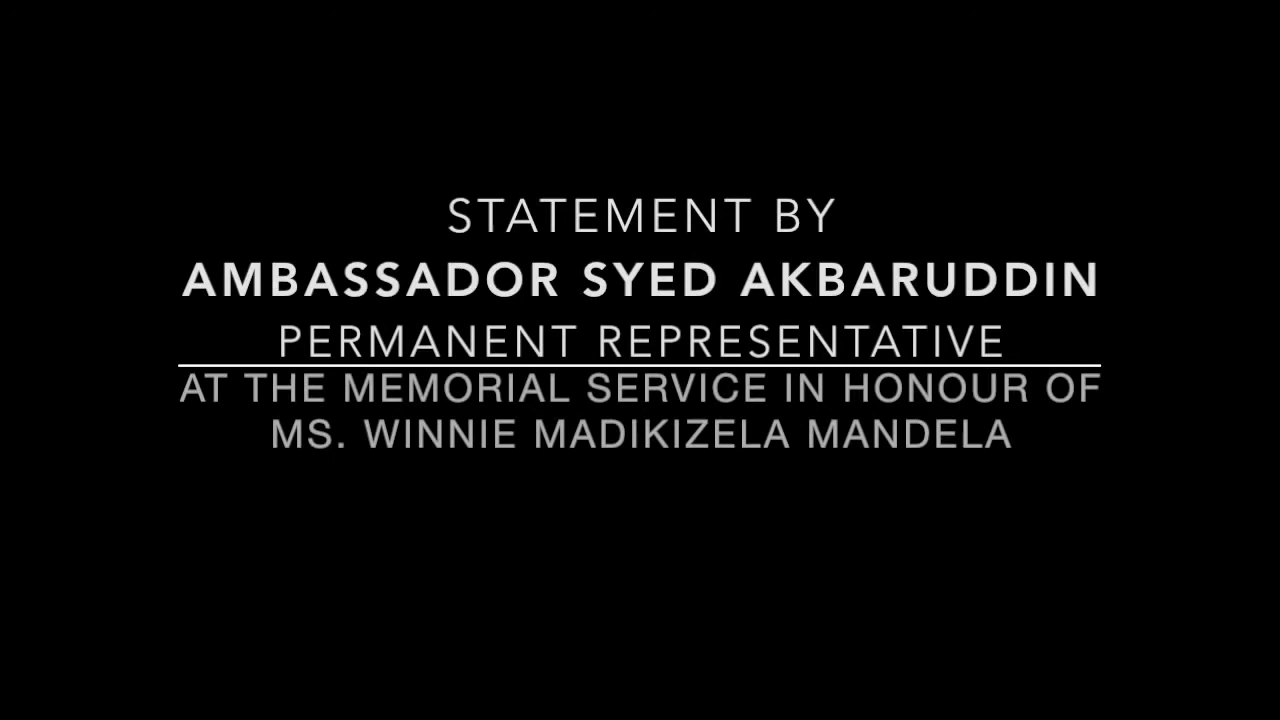 STATEMENT BY
AMBASSADOR SYED AKBARUDDIN
PERMANENT REPRESENTATIVE
AT THE MEMORIAL SERVICE IN HONOUR OF
MS. WINNIE MADIKIZELA MANDELA